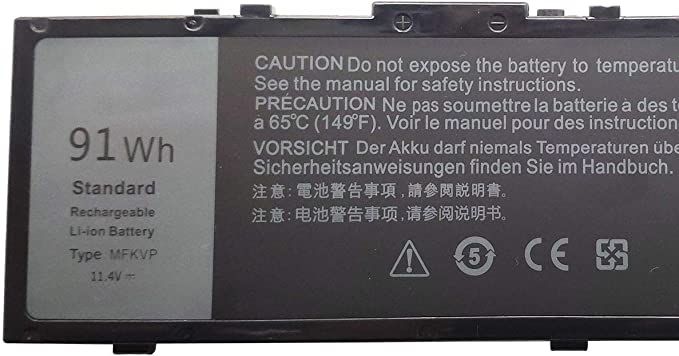 91Wh
Standard
Rechargeable
Li-ion Battery
Type MFKVP
11.4V⎓
CAUTION Do not expose the battery to temperatu
See the manual for safety instructions.
PRÉCAUTION Ne pas soumettre la batterie à des t
à 65°C (149°F). Voir le manuel pour des instruction
VORSICHT Der Akku darf niemals Temperaturen übe
Sicherheitsanweisungen finden Sie im Handbuch.
注意:電池警告事項,請參閱説明書。
注意:电池警告事项,请参阅说明书。
5
CE